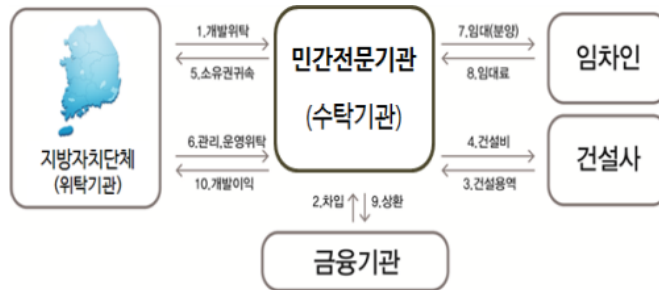 1.개발위탁
5.소유권귀속
지방자치단체
(위탁기관)
6.관리,운영위탁
10.개발이익
민간전문기관
(수탁기관)
7.임대(분양)
8.임대료
임차인
4.건설비
3.건설용역
건설사
2.차입
9.상환
금융기관